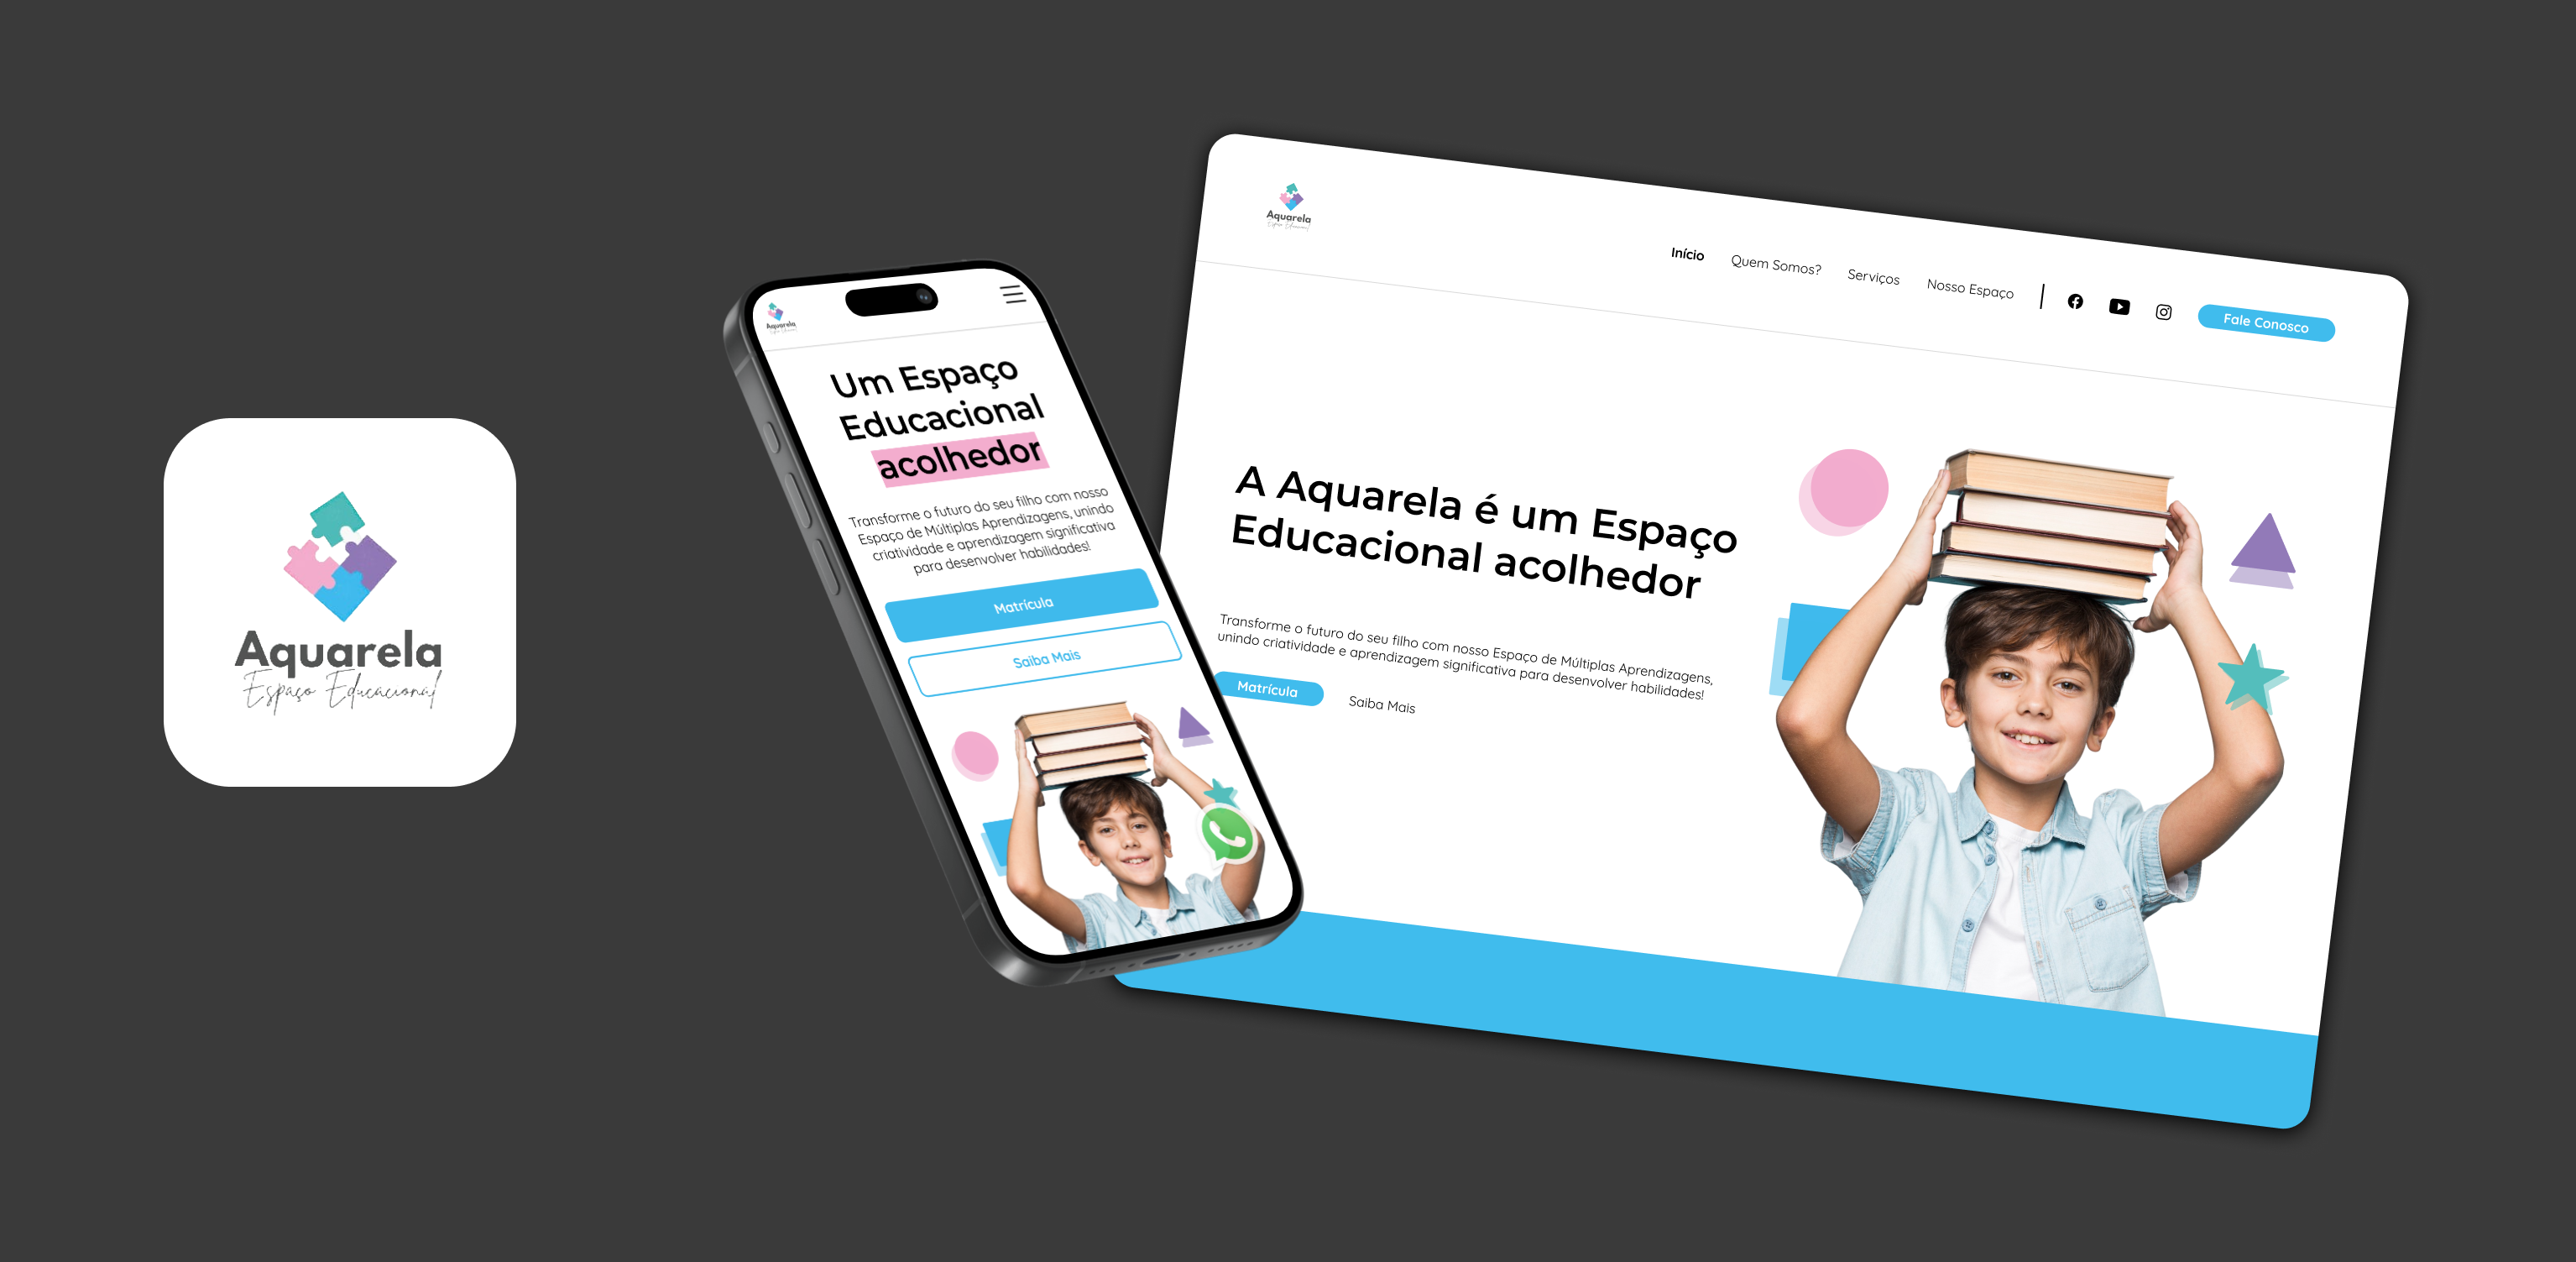 Aquarela
Espaço Educacional
Aquarela
Um Espaço
Educacional
acolhedor
Transforme o futuro do seu filho com nosso
Espaço de Múltiplas Aprendizagens, unindo
criatividade e aprendizagem significativa
para desenvolver habilidades!
Matrícula
Saiba Mais
Aquarela
Espaço Educacional
Início Quem Somos? Serviços Nosso Espaço Fale Conosco
A Aquarela é um Espaço
Educacional acolhedor
Transforme o futuro do seu filho com nosso Espaço de Múltiplas Aprendizagens,
unindo criatividade e aprendizagem significativa para desenvolver habilidades!
Matrícula Saiba Mais